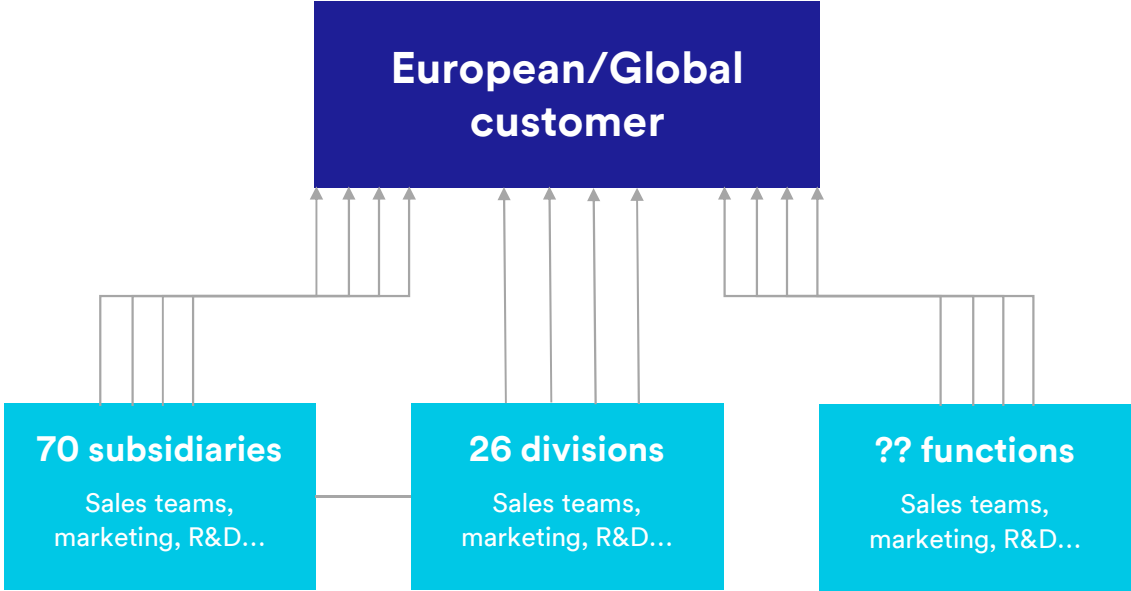 European/Global
customer
70 subsidiaries
Sales teams,
marketing, R&D...
26 divisions
Sales teams,
marketing, R&D...
?? functions
Sales teams,
marketing, R&D...